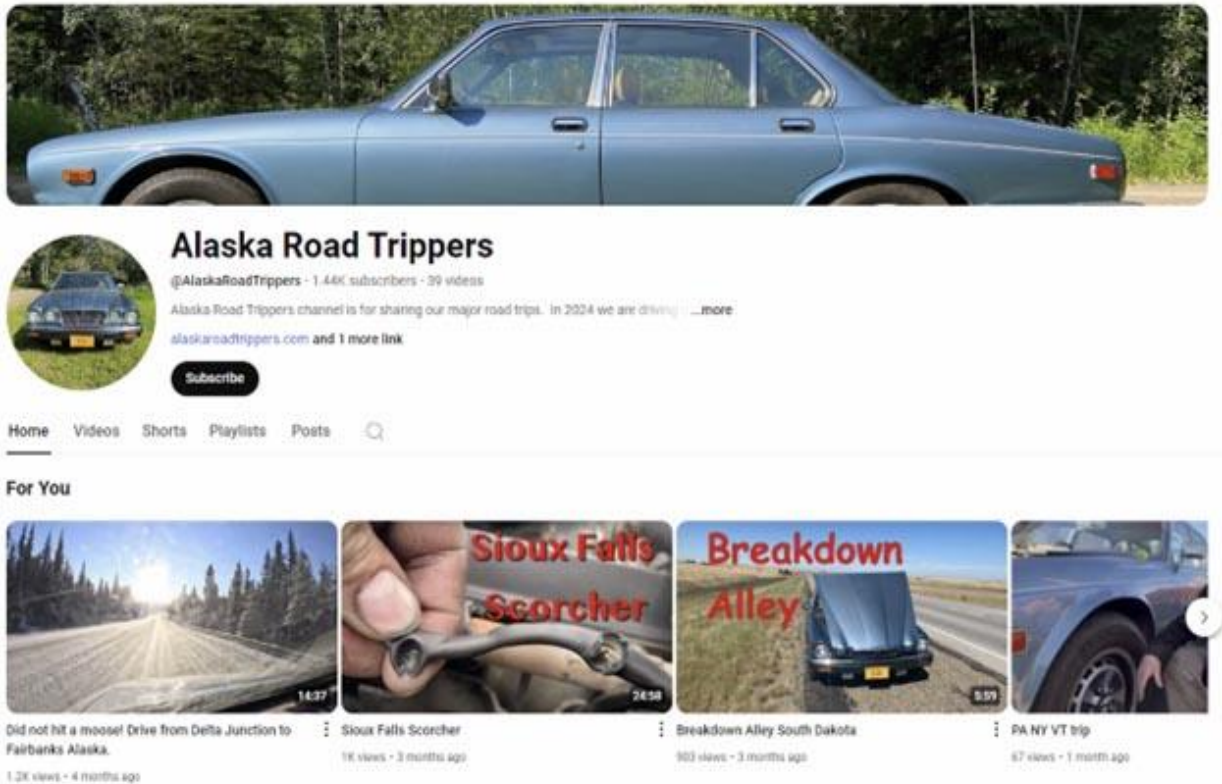 Alaska Road Trippers
@AlaskaRoadTrippers · 1.44K subscribers · 39 videos
Alaska Road Trippers channel is for sharing our major road trips. In 2024 we are driving ...more
alaskaroadtrippers.com and 1 more link
Subscribe
Home Videos Shorts Playlists Posts
For You
Sioux Falls
Scorcher
Breakdown
Alley
14:37 24:58 5:59
Did not hit a moose! Drive from Delta Junction to
Fairbanks Alaska.
1.2K views · 4 months ago
Sioux Falls Scorcher
1K views · 3 months ago
Breakdown Alley South Dakota
903 views · 3 months ago
PA NY VT trip
67 views · 1 month ago